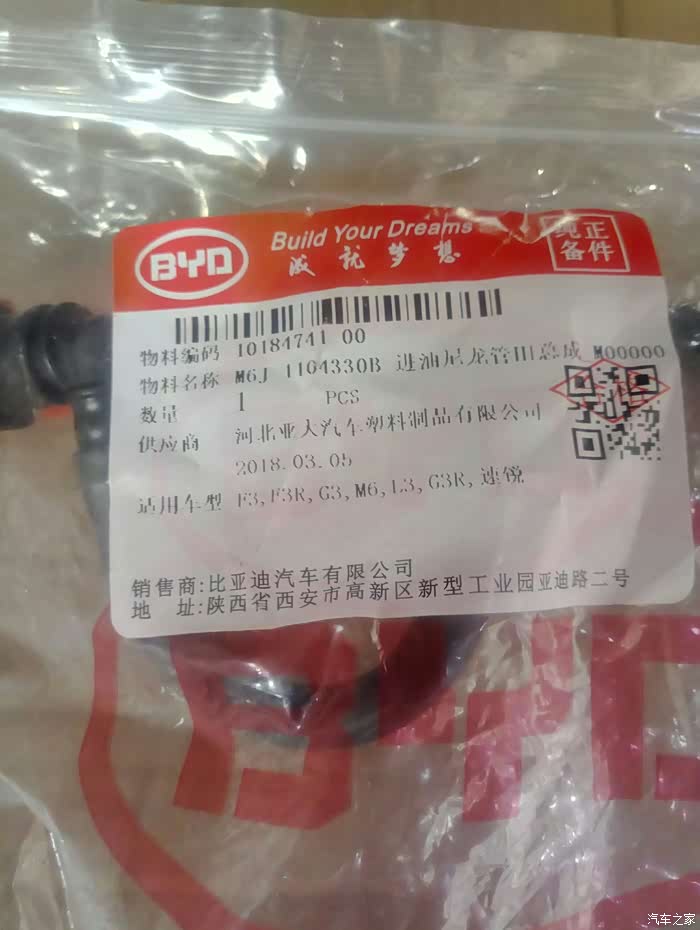 BYD
Build Your Dreams
成就梦想
纯正
备件
物料编码 10184741 00
物料名称 M6J 1104330B 进油尼龙管III总成 M00000
数量 1 PCS
供应商 河北亚大汽车塑料制品有限公司
2018.03.05
适用车型 F3,F3R,G3,M6,L3,G3R,速锐
销售商:比亚迪汽车有限公司
地 址:陕西省西安市高新区新型工业园亚迪路二号
BYD
汽车之家